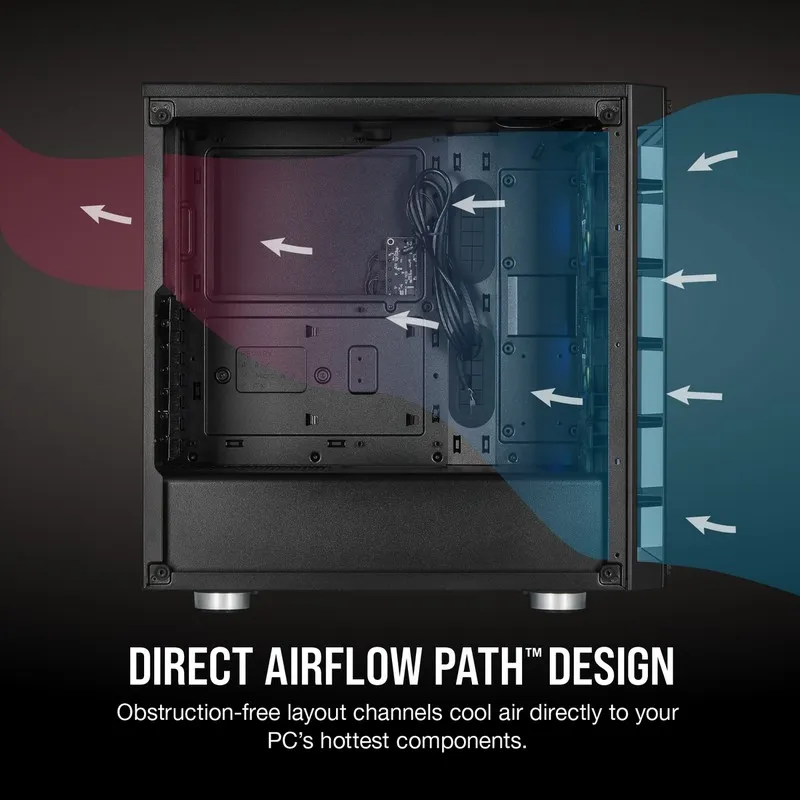 DIRECT AIRFLOW PATH™ DESIGN
Obstruction-free layout channels cool air directly to your
PC's hottest components.